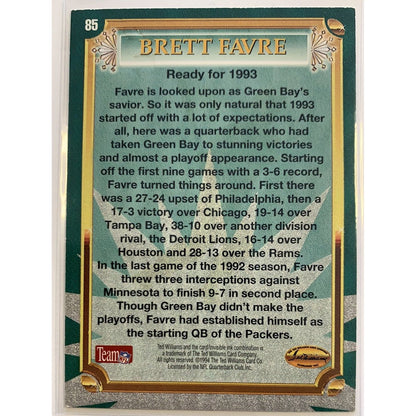 85
BRETT FAVRE
Ready for 1993
Favre is looked upon as Green Bay's
savior. So it was only natural that 1993
started off with a lot of expectations. After
all, here was a quarterback who had
taken Green Bay to stunning victories
and almost a playoff appearance. Starting
off the first nine games with a 3-6 record,
Favre turned things around. First there
was a 27-24 upset of Philadelphia, then a
17-3 victory over Chicago, 19-14 over
Tampa Bay, 38-10 over another division
rival, the Detroit Lions, 16-14 over
Houston and 28-13 over the Rams.
In the last game of the 1992 season, Favre
threw three interceptions against
Minnesota to finish 9-7 in second place.
Though Green Bay didn't make the
playoffs, Favre had established himself as
the starting QB of the Packers.
Team NFL
Ted Williams and the card/invisible ink combination is
a trademark of The Ted Williams Card Company.
All rights reserved. ©1994 The Ted Williams Card Co.
Licensed by the NFL Quarterback Club, Inc.